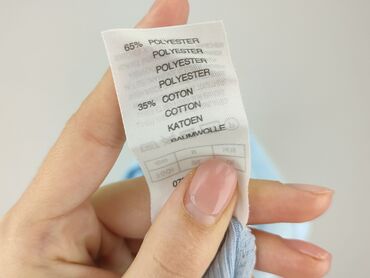 65% POLYESTER
POLYESTER
POLYESTER
POLYESTER
35% COTON
COTTON
KATOEN
BAUMWOLLE